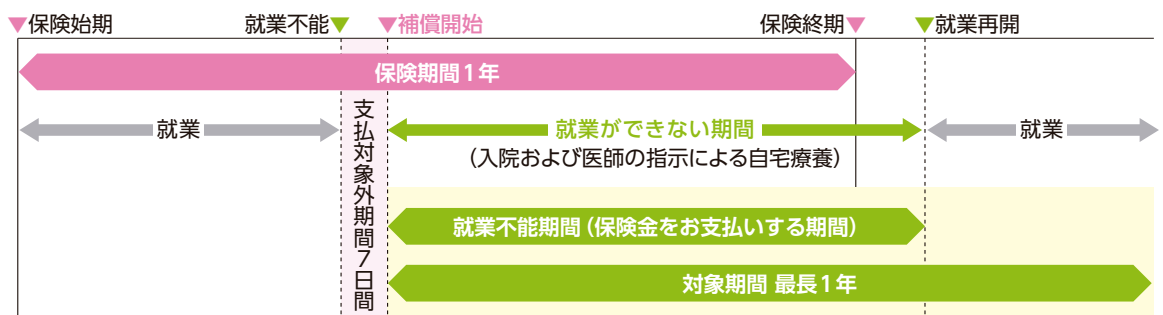 ▼保険始期 就業不能▼ ▼補償開始 保険終期▼ ▼就業再開
保険期間1年
支払対象外期間7日間
就業 就業ができない期間 就業
(入院および医師の指示による自宅療養)
就業不能期間(保険金をお支払いする期間)
対象期間 最長1年